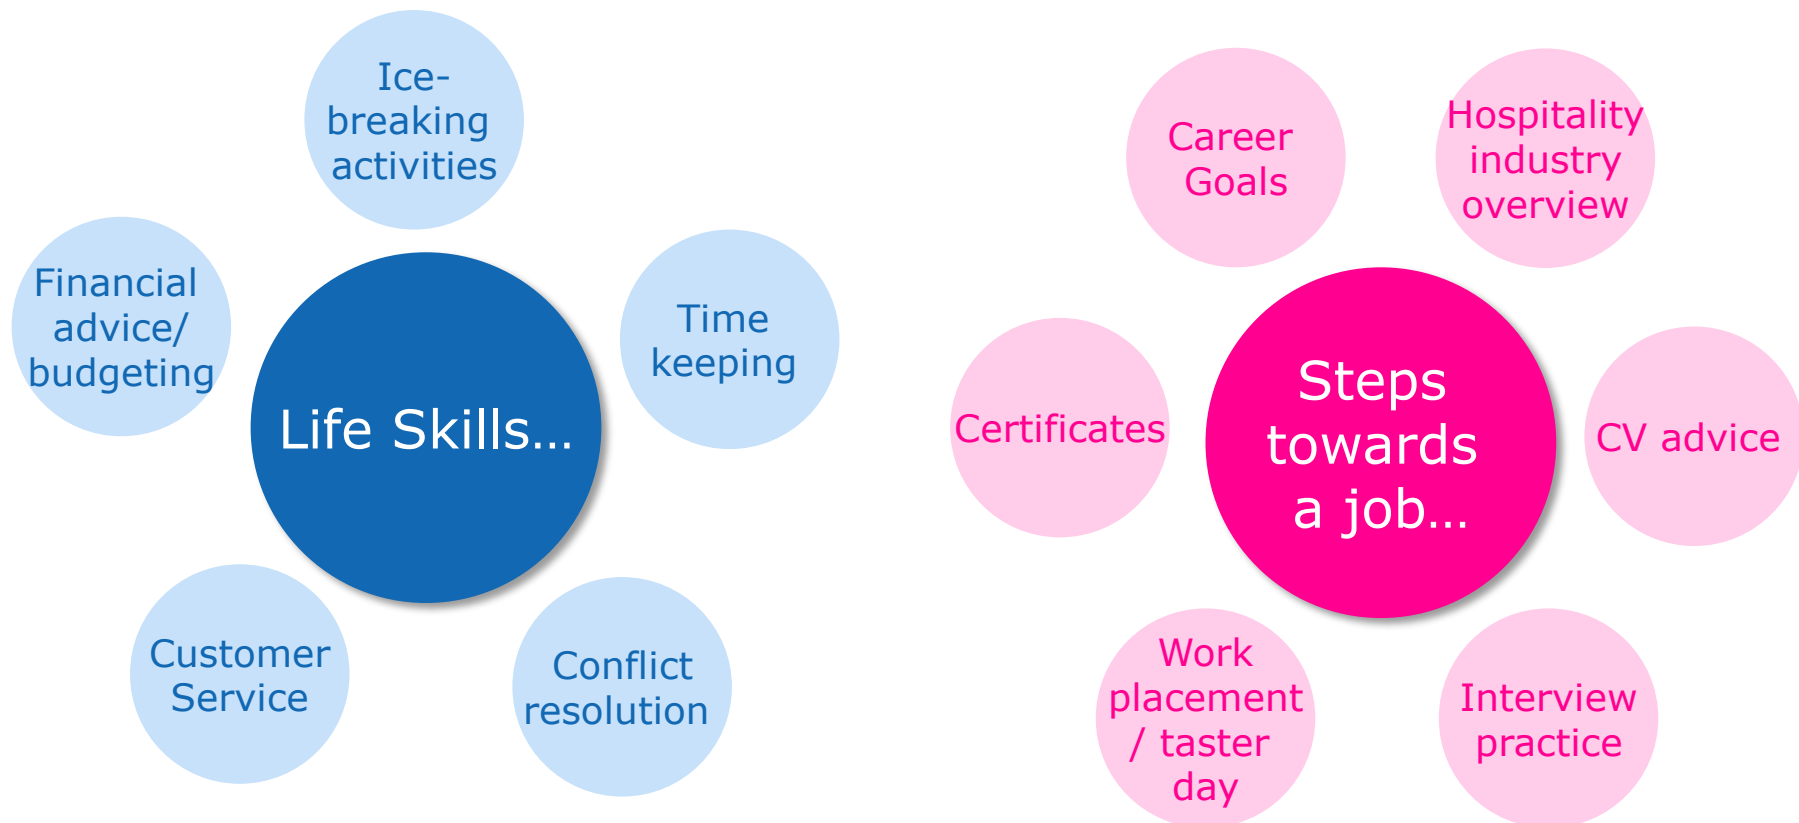 Ice-
breaking
activities
Financial
advice/
budgeting
Time
keeping
Life Skills...
Customer
Service
Conflict
resolution
Career
Goals
Hospitality
industry
overview
Certificates
Steps
towards
a job...
CV advice
Work
placement
/ taster
day
Interview
practice